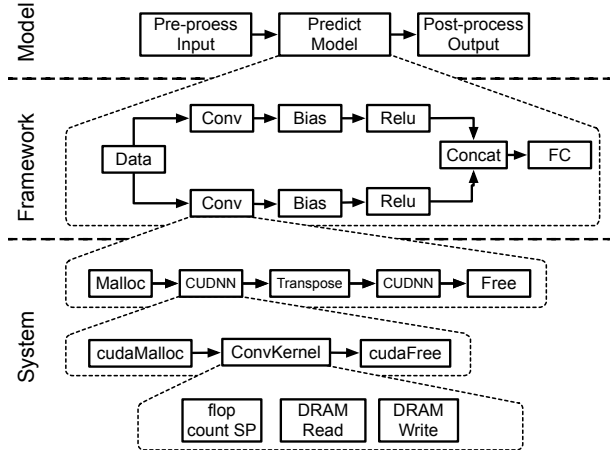 Model
Pre-proess
Input
Predict
Model
Post-process
Output
Framework
Conv
Bias
Relu
Data
Concat
FC
Conv
Bias
Relu
System
Malloc
CUDNN
Transpose
CUDNN
Free
cudaMalloc
ConvKernel
cudaFree
flop
count SP
DRAM
Read
DRAM
Write